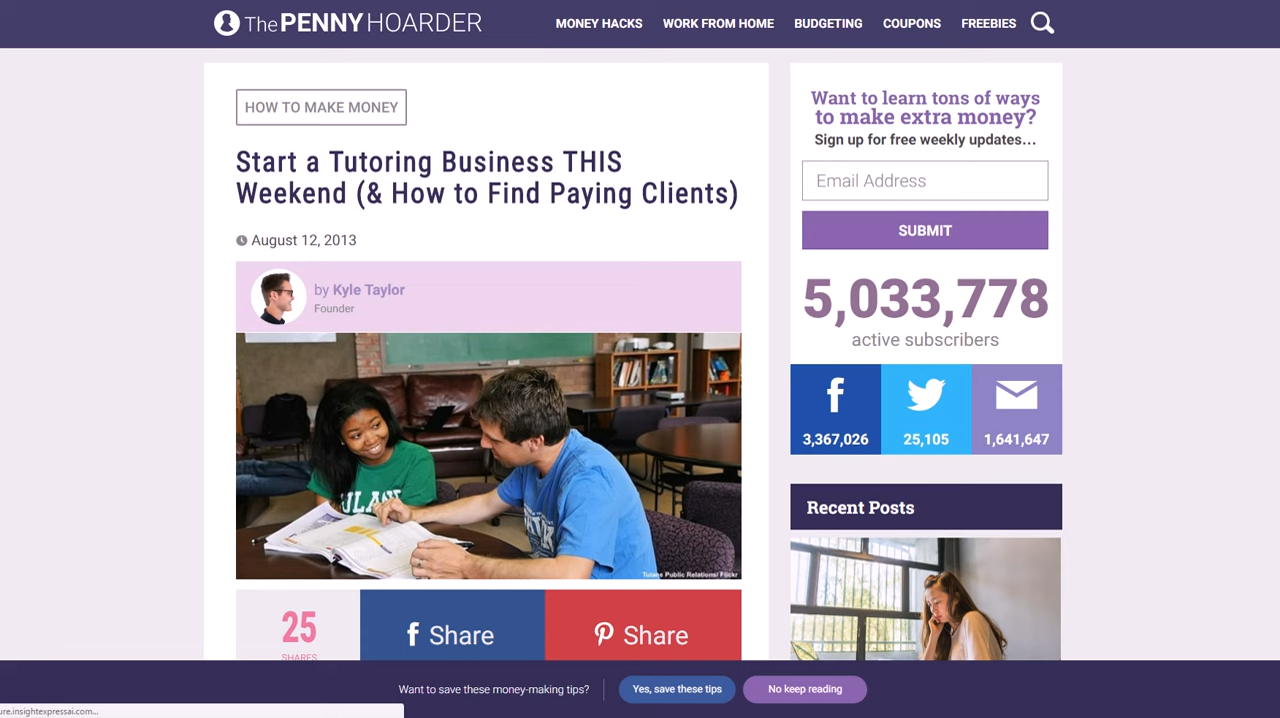 The PENNY HOARDER
MONEY HACKS
WORK FROM HOME
BUDGETING
COUPONS
FREEBIES
HOW TO MAKE MONEY
Start a Tutoring Business THIS
Weekend (& How to Find Paying Clients)
August 12, 2013
by Kyle Taylor
Founder
Tulane Public Relations/ Flickr
25
SHARES
f Share
Share
Want to learn tons of ways
to make extra money?
Sign up for free weekly updates...
Email Address
SUBMIT
5,033,778
active subscribers
3,367,026
25,105
1,641,647
Recent Posts
Want to save these money-making tips?
Yes, save these tips
No keep reading
ure.insightexpressai.com...